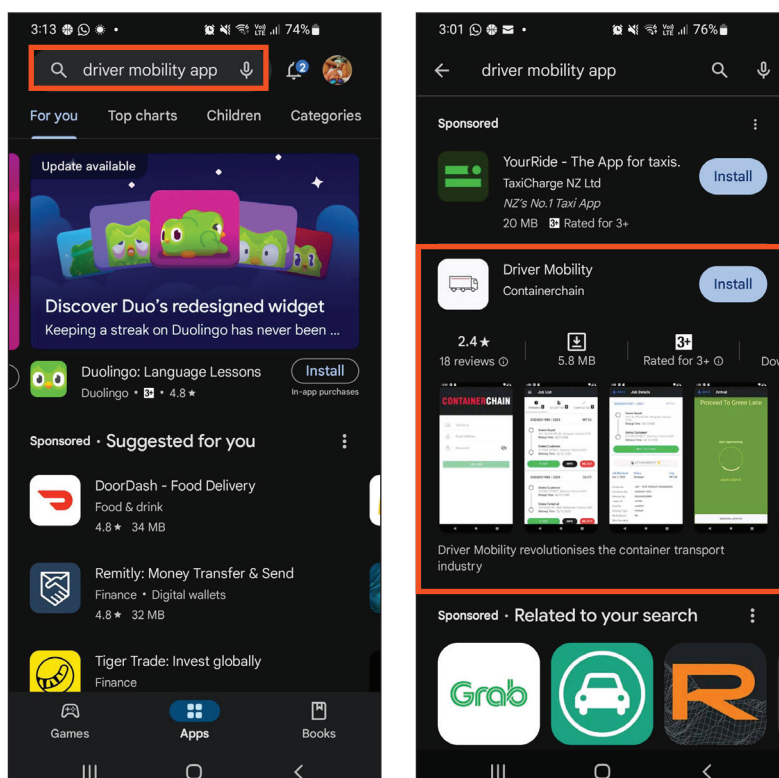 3:13
74%
driver mobility app
2
For you Top charts Children Categories
Update available
Discover Duo's redesigned widget
Keeping a streak on Duolingo has never been ...
Duolingo: Language Lessons
Duolingo • 3+ • 4.8★
Install
In-app purchases
Sponsored • Suggested for you
DoorDash - Food Delivery
Food & drink
4.8★ 34 MB
Remitly: Money Transfer & Send
Finance • Digital wallets
4.8★ 32 MB
Tiger Trade: Invest globally
Finance
Games Apps Books
3:01
76%
driver mobility app
Sponsored
YourRide - The App for taxis.
TaxiCharge NZ Ltd
NZ's No.1 Taxi App
20 MB 3+ Rated for 3+
Install
Driver Mobility
Containerchain
Install
2.4★
18 reviews
5.8 MB
3+
Rated for 3+
Dow
CONTAINERCHAIN
Job List
Job Details
Arrival
Proceed To Green Lane
Driver Mobility revolutionises the container transport
industry
Sponsored • Related to your search
Grab
R